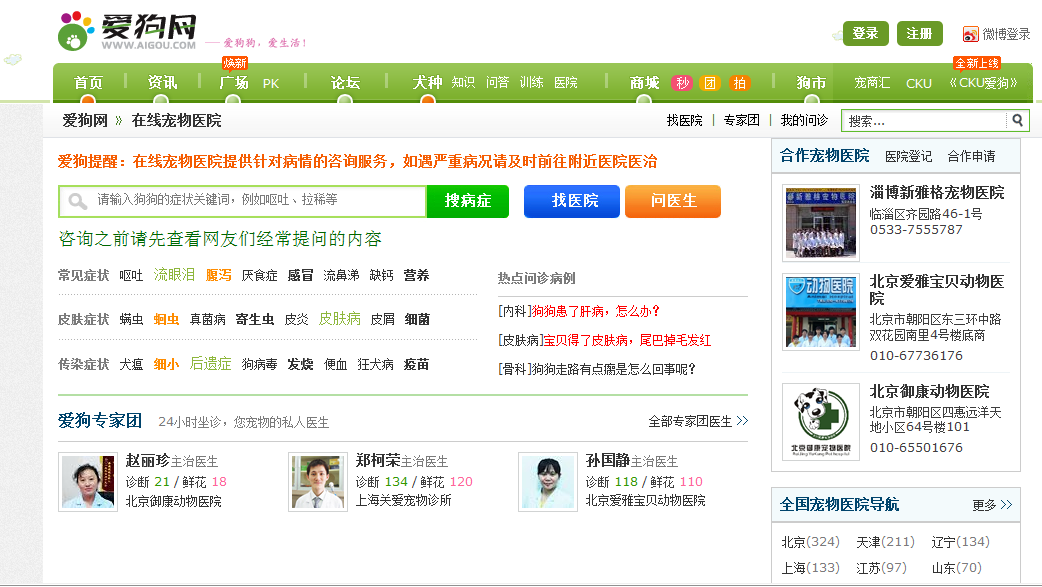 爱狗网
WWW.AIGOU.COM
爱狗狗，爱生活！
登录 注册 微博登录
焕新 全新上线
首页 资讯 广场 PK 论坛 犬种 知识 问答 训练 医院 商城 秒 团 拍 狗市 宠商汇 CKU 《CKU爱狗》
爱狗网 » 在线宠物医院 找医院 | 专家团 | 我的问诊 搜索...
爱狗提醒：在线宠物医院提供针对病情的咨询服务，如遇严重病况请及时前往附近医院医治
请输入狗狗的症状关键词，例如呕吐、拉稀等 搜病症 找医院 问医生
咨询之前请先查看网友们经常提问的内容
常见症状 呕吐 流眼泪 腹泻 厌食症 感冒 流鼻涕 缺钙 营养
皮肤症状 螨虫 蛔虫 真菌病 寄生虫 皮炎 皮肤病 皮屑 细菌
传染症状 犬瘟 细小 后遗症 狗病毒 发烧 便血 狂犬病 疫苗
热点问诊病例
[内科]狗狗患了肝病，怎么办？
[皮肤病]宝贝得了皮肤病，尾巴掉毛发红
[骨科]狗狗走路有点瘸是怎么回事呢？
爱狗专家团 24小时坐诊，您宠物的私人医生 全部专家团医生 >>
赵丽珍主治医生
诊断 21 / 鲜花 18
北京御康动物医院
郑柯荣主治医生
诊断 134 / 鲜花 120
上海关爱宠物诊所
孙国静主治医生
诊断 118 / 鲜花 110
北京爱雅宝贝动物医院
合作宠物医院 医院登记 合作申请
淄博新雅格宠物医院
临淄区齐园路46-1号
0533-7555787
动物医院
北京爱雅宝贝动物医院
北京市朝阳区东三环中路
双花园南里4号楼底商
010-67736176
北京御康动物医院
北京御康动物医院
北京市朝阳区四惠远洋天
地小区64号楼101
010-65501676
全国宠物医院导航 更多 >>
北京(324) 天津(211) 辽宁(134)
上海(133) 江苏(97) 山东(70)